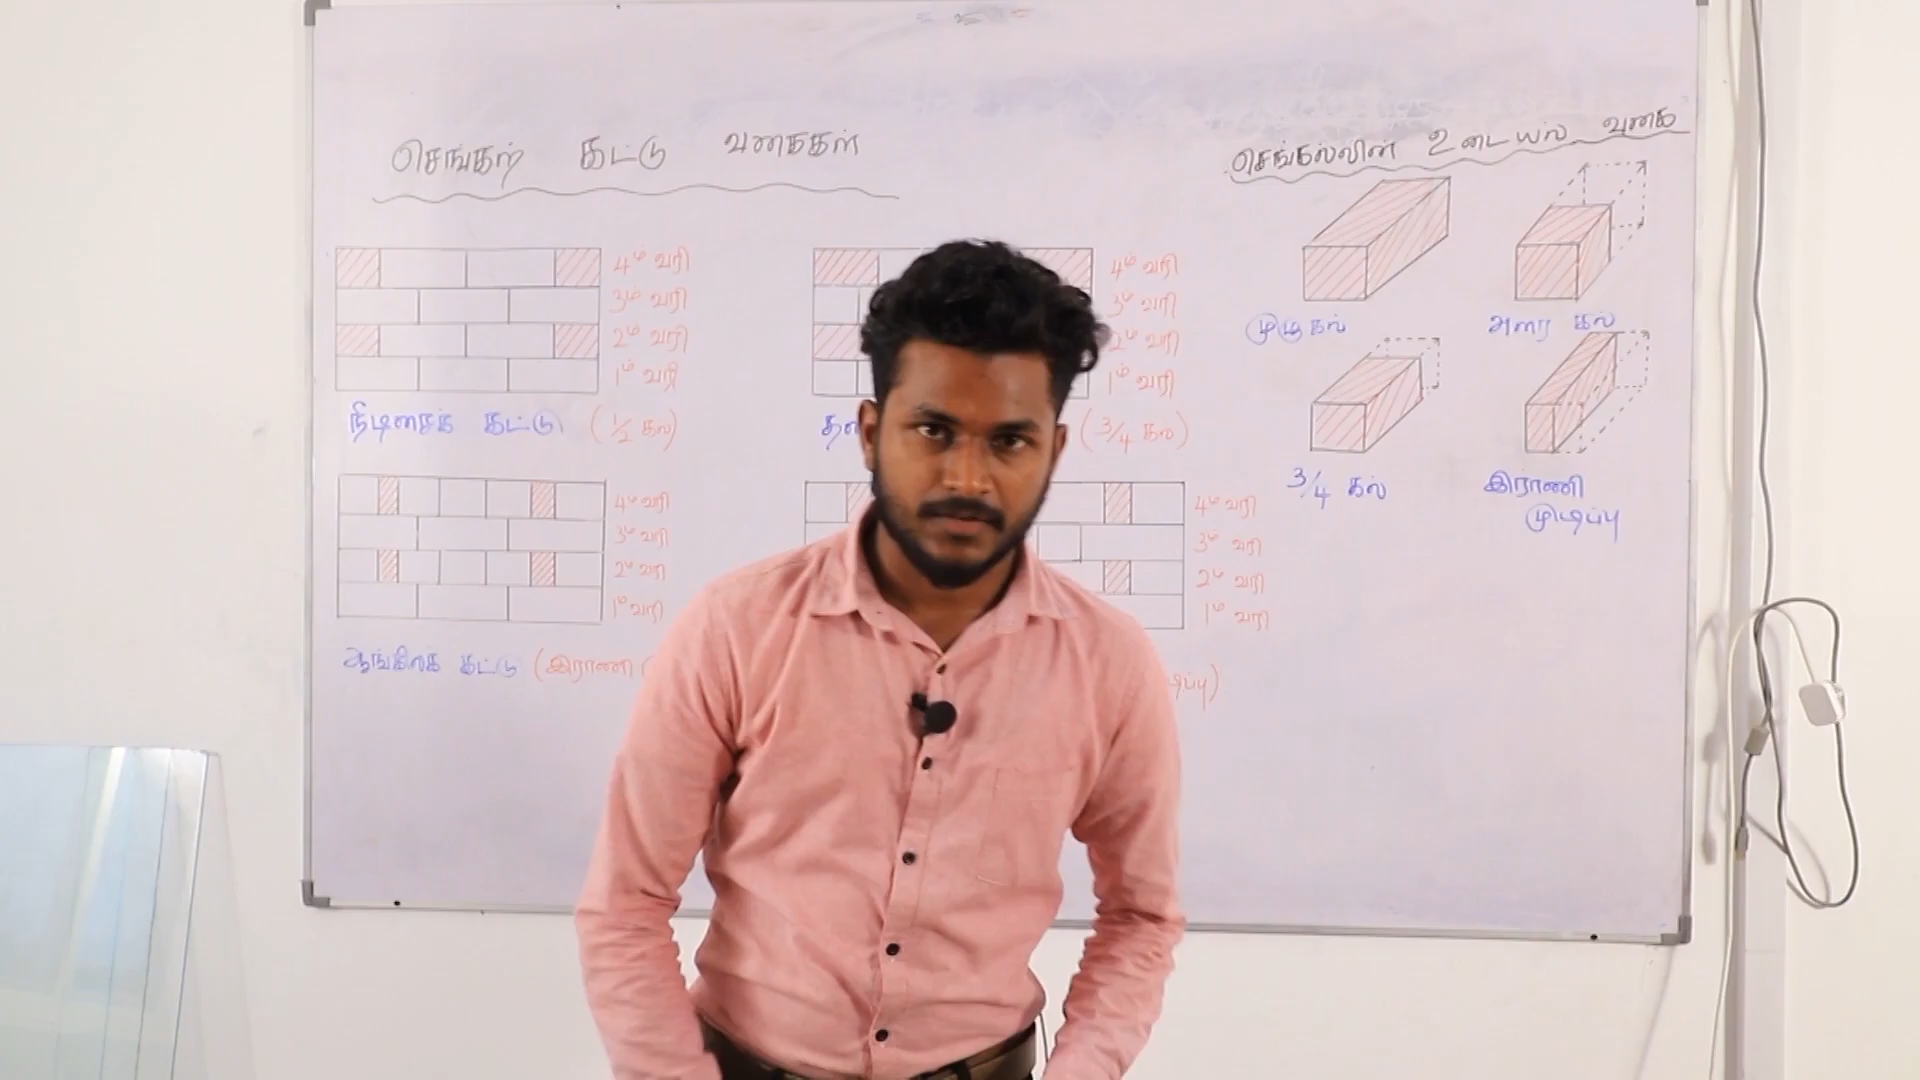 செங்கற் கட்டு வகைகள்
4ம் வரி
3ம் வரி
2ம் வரி
1ம் வரி
நீடிசைக் கட்டு (1/2 கல்)
4ம் வரி
3ம் வரி
2ம் வரி
1ம் வரி
(3/4 கல்)
4ம் வரி
3ம் வரி
2ம் வரி
1ம் வரி
ஆங்கிலக் கட்டு (இராணி
4ம் வரி
3ம் வரி
2ம் வரி
1ம் வரி
செங்கல்லின் உடையல் வகை
முழுகல்
அரை கல்
3/4 கல்
இராணி
முடிப்பு